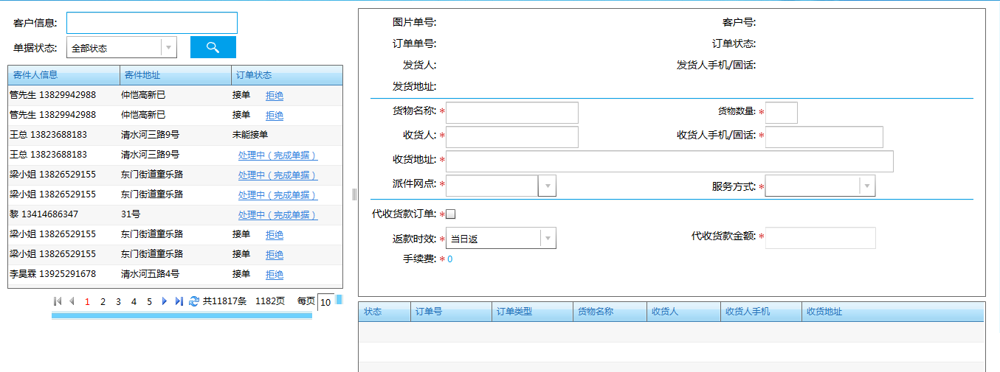 客户信息:
单据状态: 全部状态
寄件人信息 寄件地址 订单状态
管先生 13829942988 仲恺高新已 接单 拒绝
管先生 13829942988 仲恺高新已 接单 拒绝
王总 13823688183 清水河三路9号 未能接单
王总 13823688183 清水河三路9号 处理中（完成单据）
梁小姐 13826529155 东门街道童乐路 处理中（完成单据）
梁小姐 13826529155 东门街道童乐路 处理中（完成单据）
黎 13414686347 31号 处理中（完成单据）
梁小姐 13826529155 东门街道童乐路 接单 拒绝
梁小姐 13826529155 东门街道童乐路 接单 拒绝
李昊霖 13925291678 清水河五路4号 接单 拒绝
1 2 3 4 5 共11817条 1182页 每页 10
图片单号: 客户号:
订单单号: 订单状态:
发货人: 发货人手机/固话:
发货地址:
货物名称:* 货物数量:*
收货人:* 收货人手机/固话:*
收货地址:*
派件网点:* 服务方式:*
代收货款订单:*
返款时效:* 当日返 代收货款金额:*
手续费:* 0
状态 订单号 订单类型 货物名称 收货人 收货人手机 收货地址